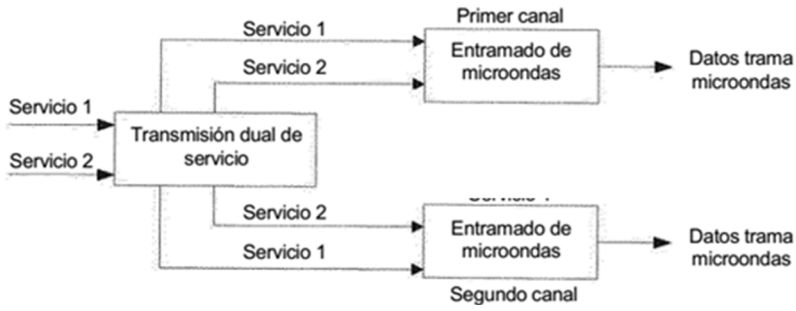 Primer canal
Servicio 1
Entramado de
microondas
Servicio 2
Datos trama
microondas
Servicio 1
Transmisión dual de
servicio
Servicio 2
Servicio 2
Entramado de
microondas
Servicio 1
Datos trama
microondas
Segundo canal